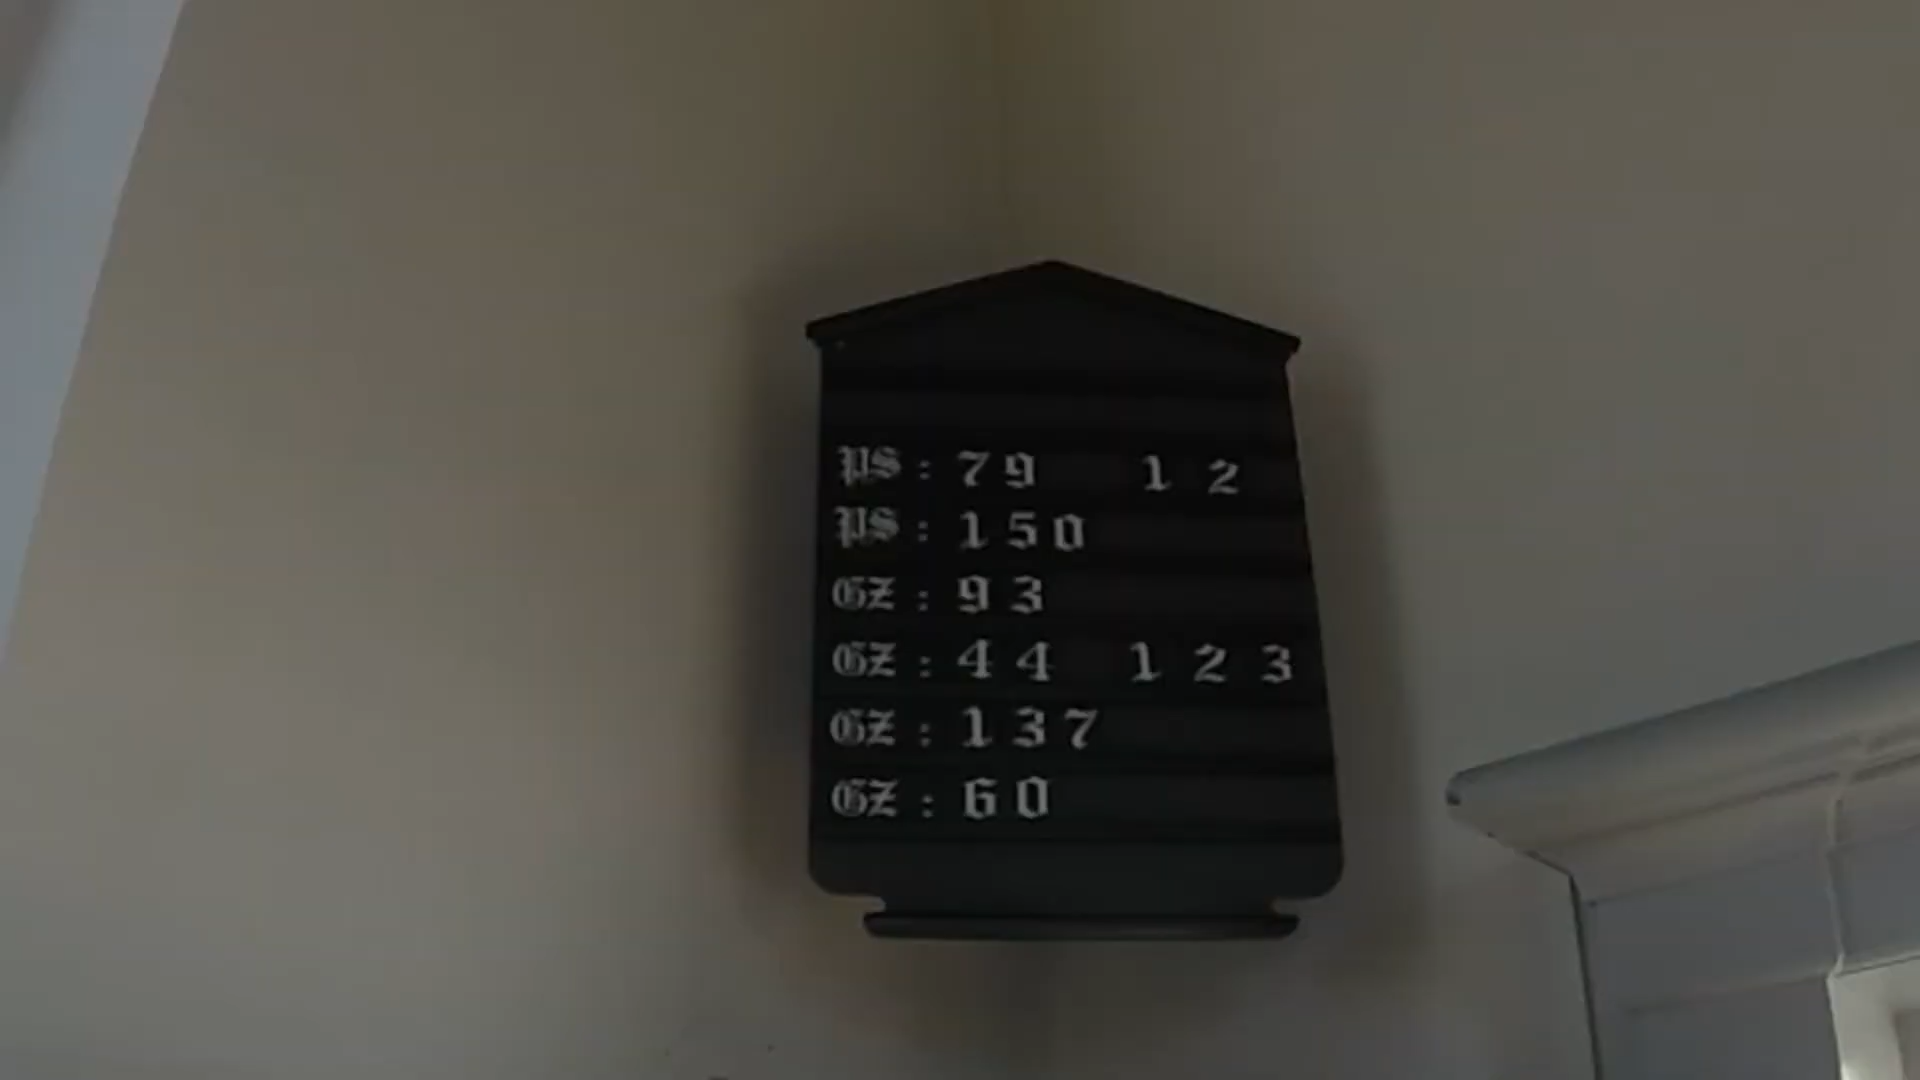 PS : 79 1 2
PS : 150
GZ : 93
GZ : 44 1 2 3
GZ : 137
GZ : 60